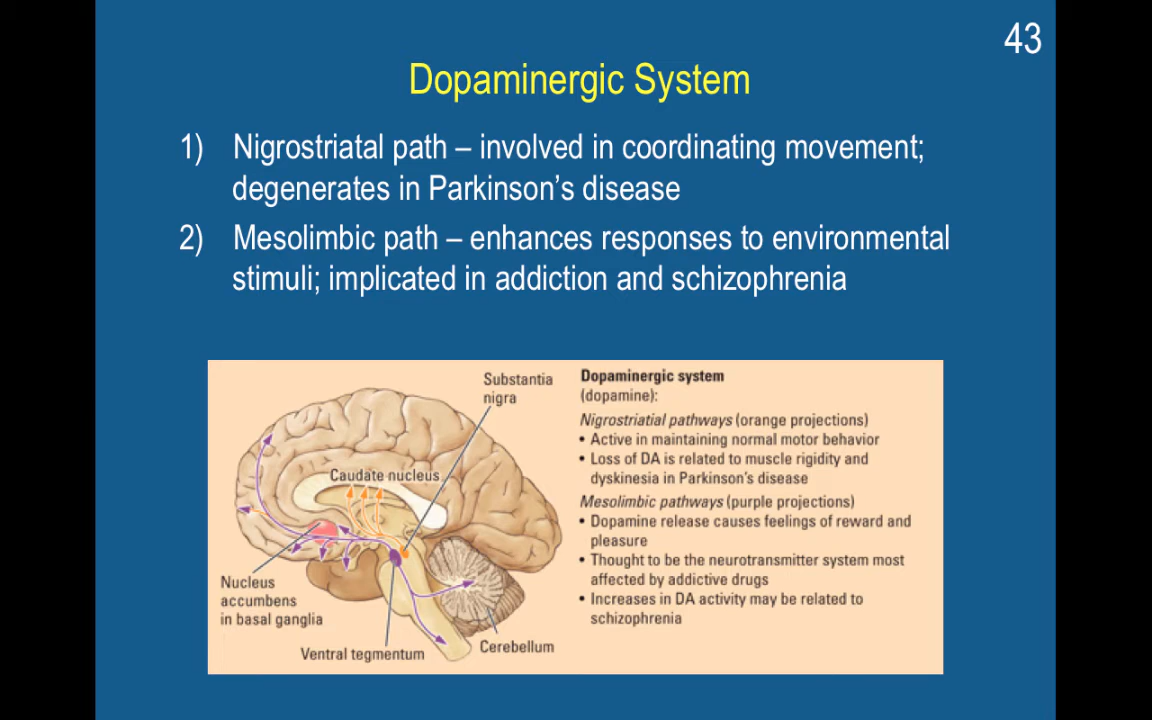 43
Dopaminergic System
1) Nigrostriatal path – involved in coordinating movement;
degenerates in Parkinson’s disease
2) Mesolimbic path – enhances responses to environmental
stimuli; implicated in addiction and schizophrenia
Substantia
nigra
Caudate nucleus
Nucleus
accumbens
in basal ganglia
Ventral tegmentum
Cerebellum
Dopaminergic system
(dopamine):
Nigrostriatial pathways (orange projections)
• Active in maintaining normal motor behavior
• Loss of DA is related to muscle rigidity and
dyskinesia in Parkinson’s disease
Mesolimbic pathways (purple projections)
• Dopamine release causes feelings of reward and
pleasure
• Thought to be the neurotransmitter system most
affected by addictive drugs
• Increases in DA activity may be related to
schizophrenia